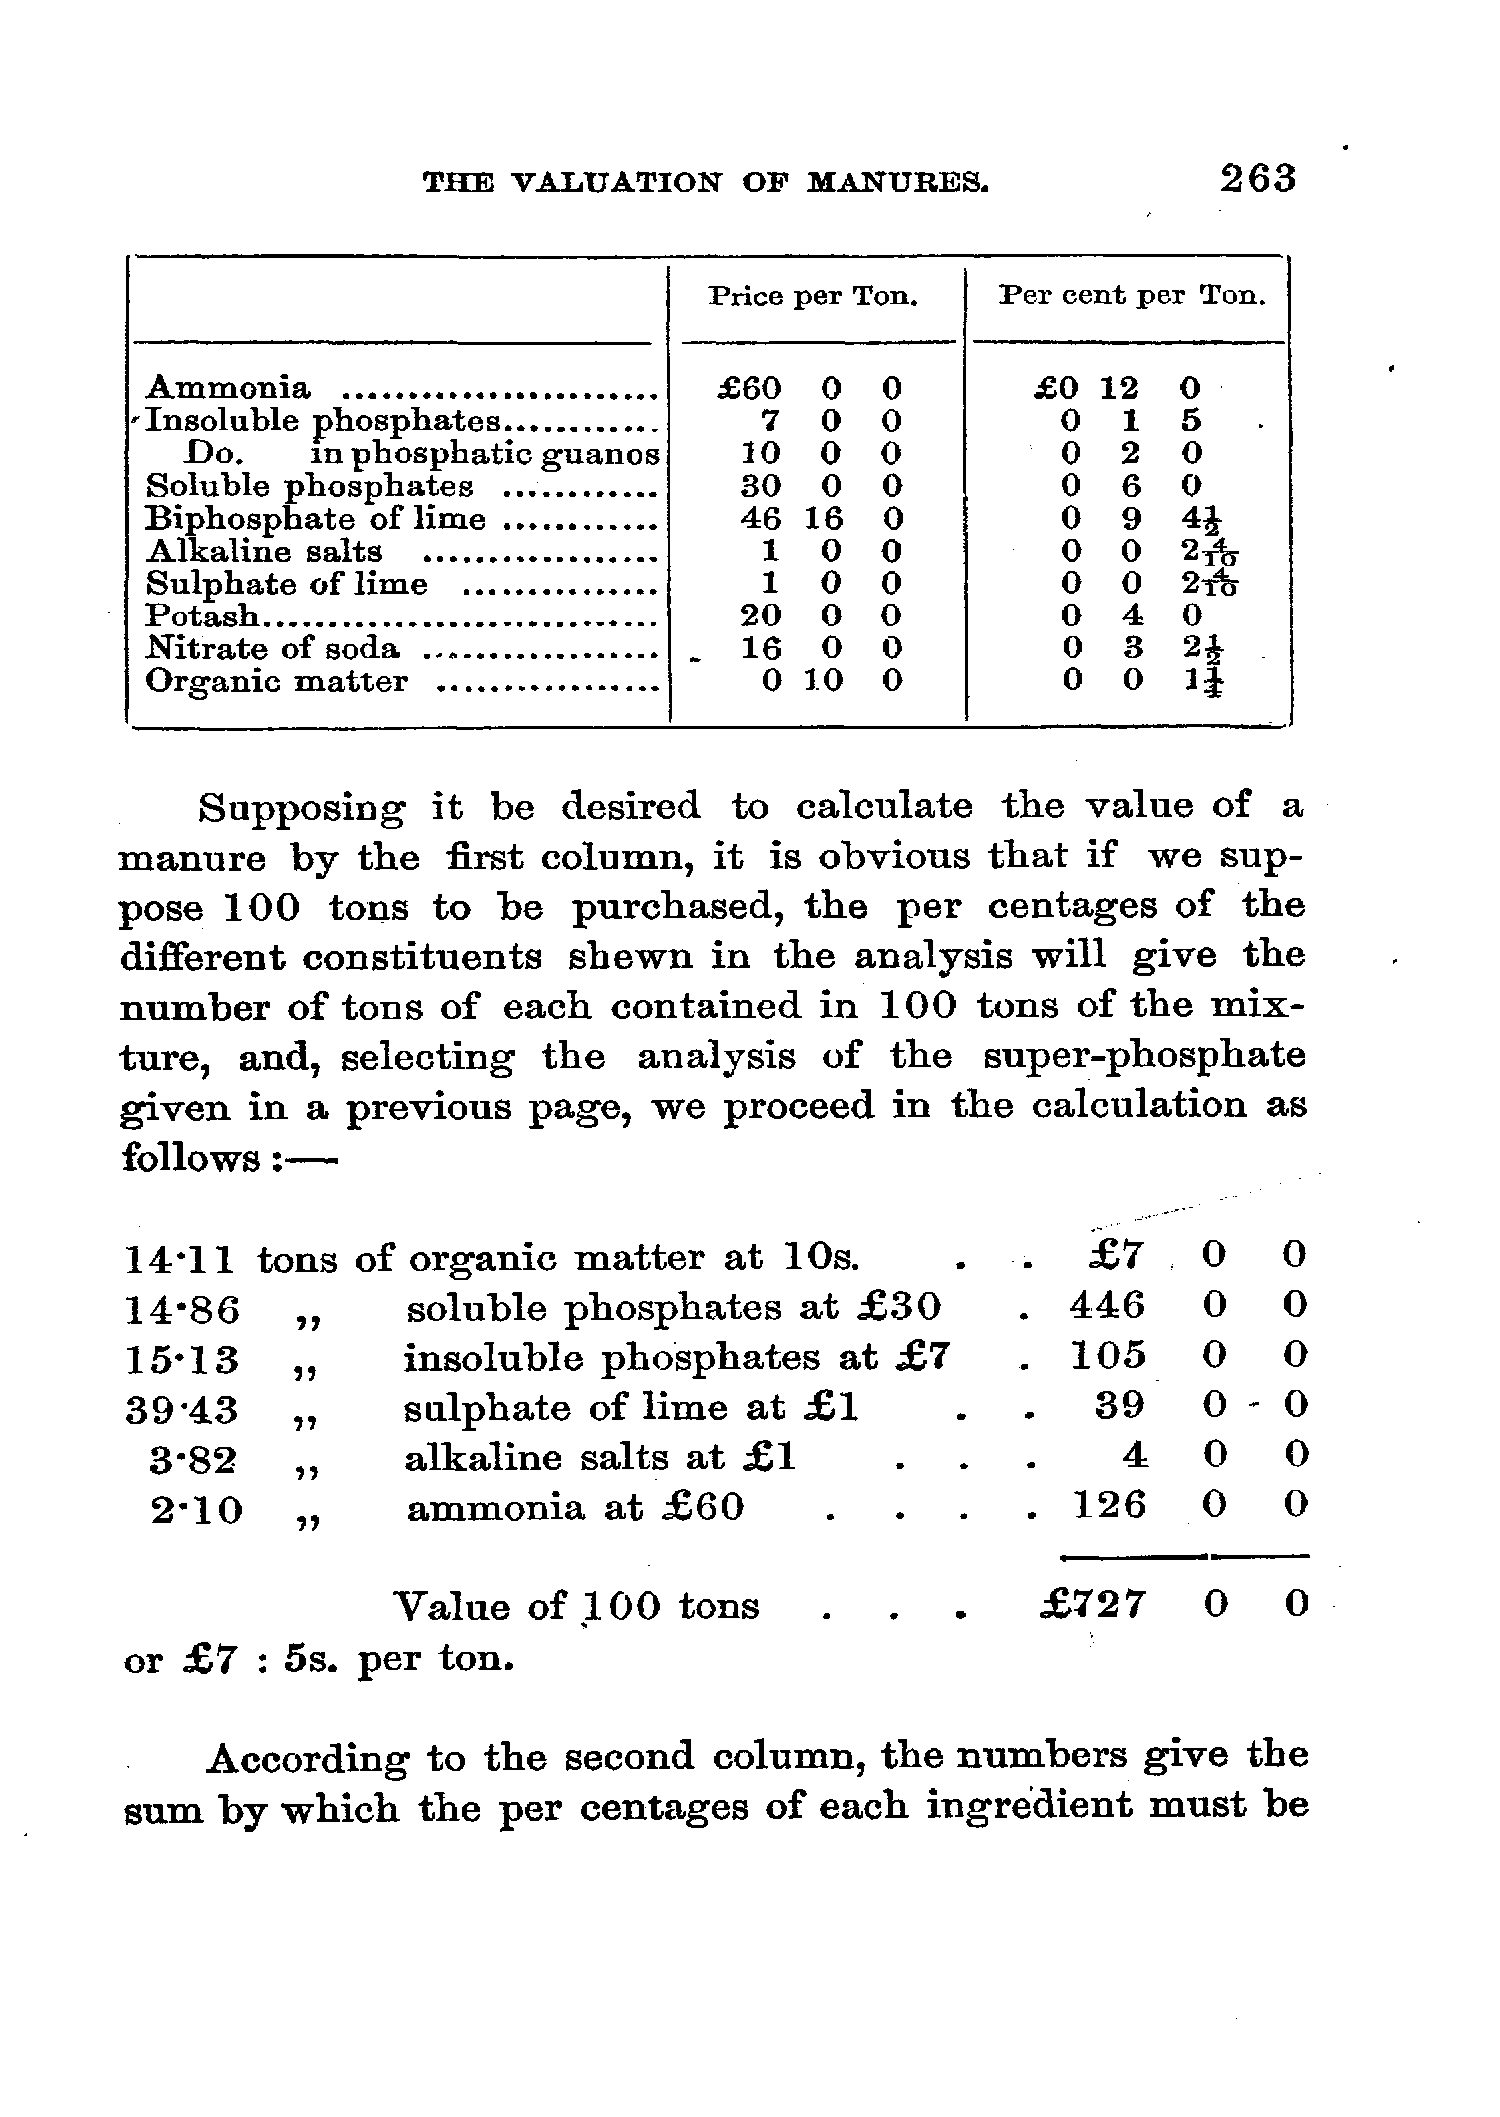 THE VALUATION OF MANURES. 263
Price per Ton. Per cent per Ton.
Ammonia ........................ £60 0 0 £0 12 0
Insoluble phosphates............ 7 0 0 0 1 5
Do. in phosphatic guanos 10 0 0 0 2 0
Soluble phosphates ............ 30 0 0 0 6 0
Biphosphate of lime ............ 46 16 0 0 9 4½
Alkaline salts .................. 1 0 0 0 0 2 4/10
Sulphate of lime ............... 1 0 0 0 0 2 4/10
Potash.............................. 20 0 0 0 4 0
Nitrate of soda .................. 16 0 0 0 3 2½
Organic matter ................. 0 10 0 0 0 1¼
Supposing it be desired to calculate the value of a
manure by the first column, it is obvious that if we sup-
pose 100 tons to be purchased, the per centages of the
different constituents shewn in the analysis will give the
number of tons of each contained in 100 tons of the mix-
ture, and, selecting the analysis of the super-phosphate
given in a previous page, we proceed in the calculation as
follows :—
14·11 tons of organic matter at 10s. . . £7 0 0
14·86 „ soluble phosphates at £30 . 446 0 0
15·13 „ insoluble phosphates at £7 . 105 0 0
39·43 „ sulphate of lime at £1 . . 39 0 0
3·82 „ alkaline salts at £1 . . . 4 0 0
2·10 „ ammonia at £60 . . . . 126 0 0
Value of 100 tons . . . £727 0 0
or £7 : 5s. per ton.
According to the second column, the numbers give the
sum by which the per centages of each ingredient must be